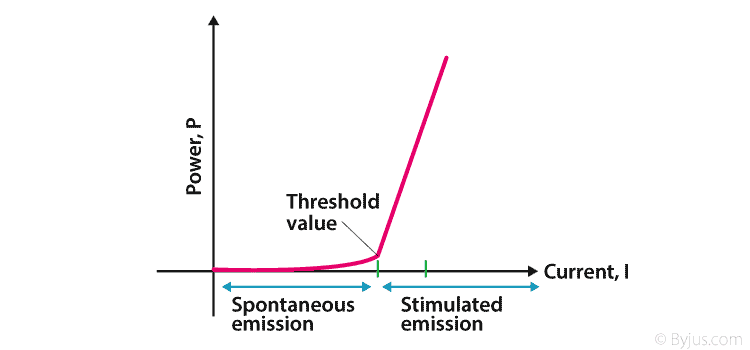 Power, P
Threshold
value
Current, I
Spontaneous
emission
Stimulated
emission
© Byjus.com